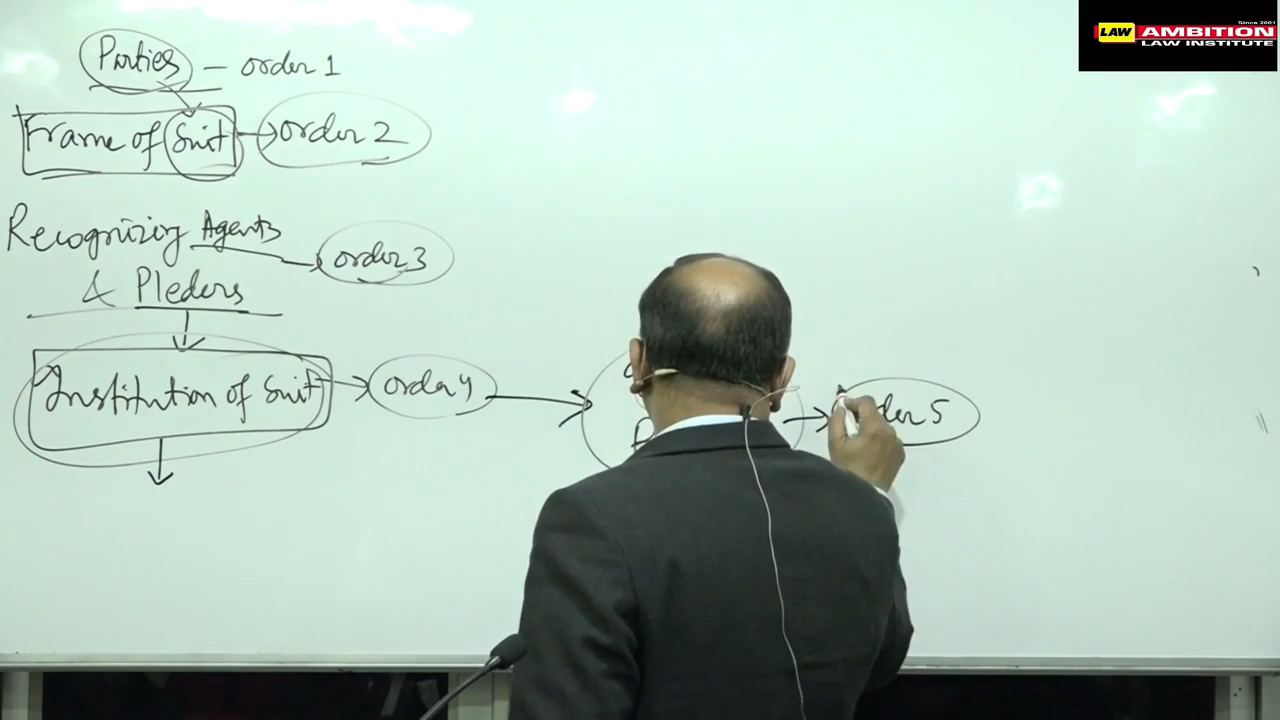 Since 2001
LAW AMBITION
LAW INSTITUTE
Parties – order 1
Frame of Suit → order 2
Recognizing Agents
order 3
& Pleders
Institution of Suit → order 4
5